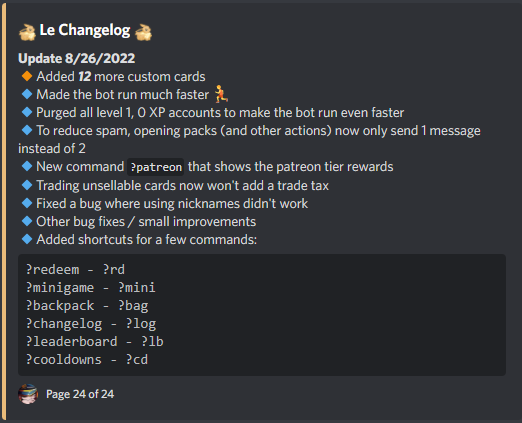 Le Changelog
Update 8/26/2022
Added 12 more custom cards
Made the bot run much faster
Purged all level 1, 0 XP accounts to make the bot run even faster
To reduce spam, opening packs (and other actions) now only send 1 message
instead of 2
New command ?patreon that shows the patreon tier rewards
Trading unsellable cards now won't add a trade tax
Fixed a bug where using nicknames didn't work
Other bug fixes / small improvements
Added shortcuts for a few commands:
?redeem - ?rd
?minigame - ?mini
?backpack - ?bag
?changelog - ?log
?leaderboard - ?lb
?cooldowns - ?cd
Page 24 of 24